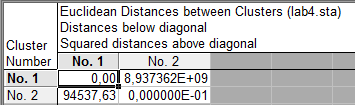 Euclidean Distances between Clusters (lab4.sta)
Distances below diagonal
Squared distances above diagonal
Cluster
Number No. 1 No. 2
No. 1 0,00 8,937362E+09
No. 2 94537,63 0,000000E-01